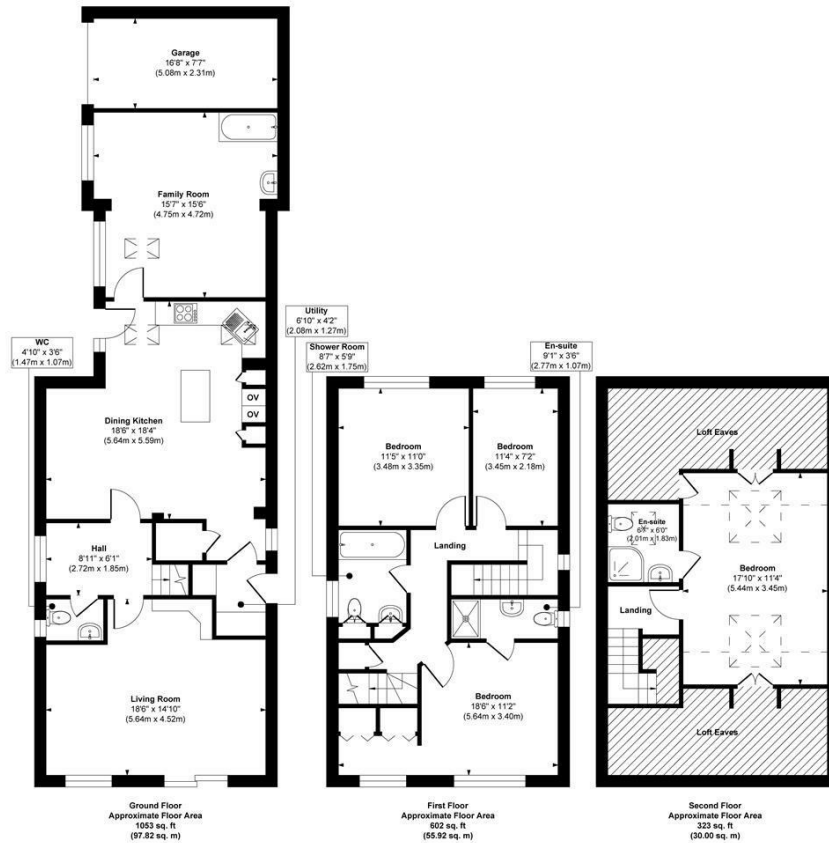 Garage
16'8" x 7'7"
(5.08m x 2.31m)
Family Room
15'7" x 15'6"
(4.75m x 4.72m)
WC
4'10" x 3'6"
(1.47m x 1.07m)
Utility
6'10" x 4'2"
(2.08m x 1.27m)
OV
OV
Dining Kitchen
18'6" x 18'4"
(5.64m x 5.59m)
Hall
8'11" x 6'1"
(2.72m x 1.85m)
Living Room
18'6" x 14'10"
(5.64m x 4.52m)
Ground Floor
Approximate Floor Area
1053 sq. ft
(97.82 sq. m)
Shower Room
8'7" x 5'9"
(2.62m x 1.75m)
En-suite
9'1" x 3'6"
(2.77m x 1.07m)
Bedroom
11'5" x 11'0"
(3.48m x 3.35m)
Bedroom
11'4" x 7'2"
(3.45m x 2.18m)
Landing
Bedroom
18'6" x 11'2"
(5.64m x 3.40m)
First Floor
Approximate Floor Area
602 sq. ft
(55.92 sq. m)
Loft Eaves
En-suite
x 6'0"
(2.01m x 1.83m)
Bedroom
17'10" x 11'4"
(5.44m x 3.45m)
Landing
Loft Eaves
Second Floor
Approximate Floor Area
323 sq. ft
(30.00 sq. m)